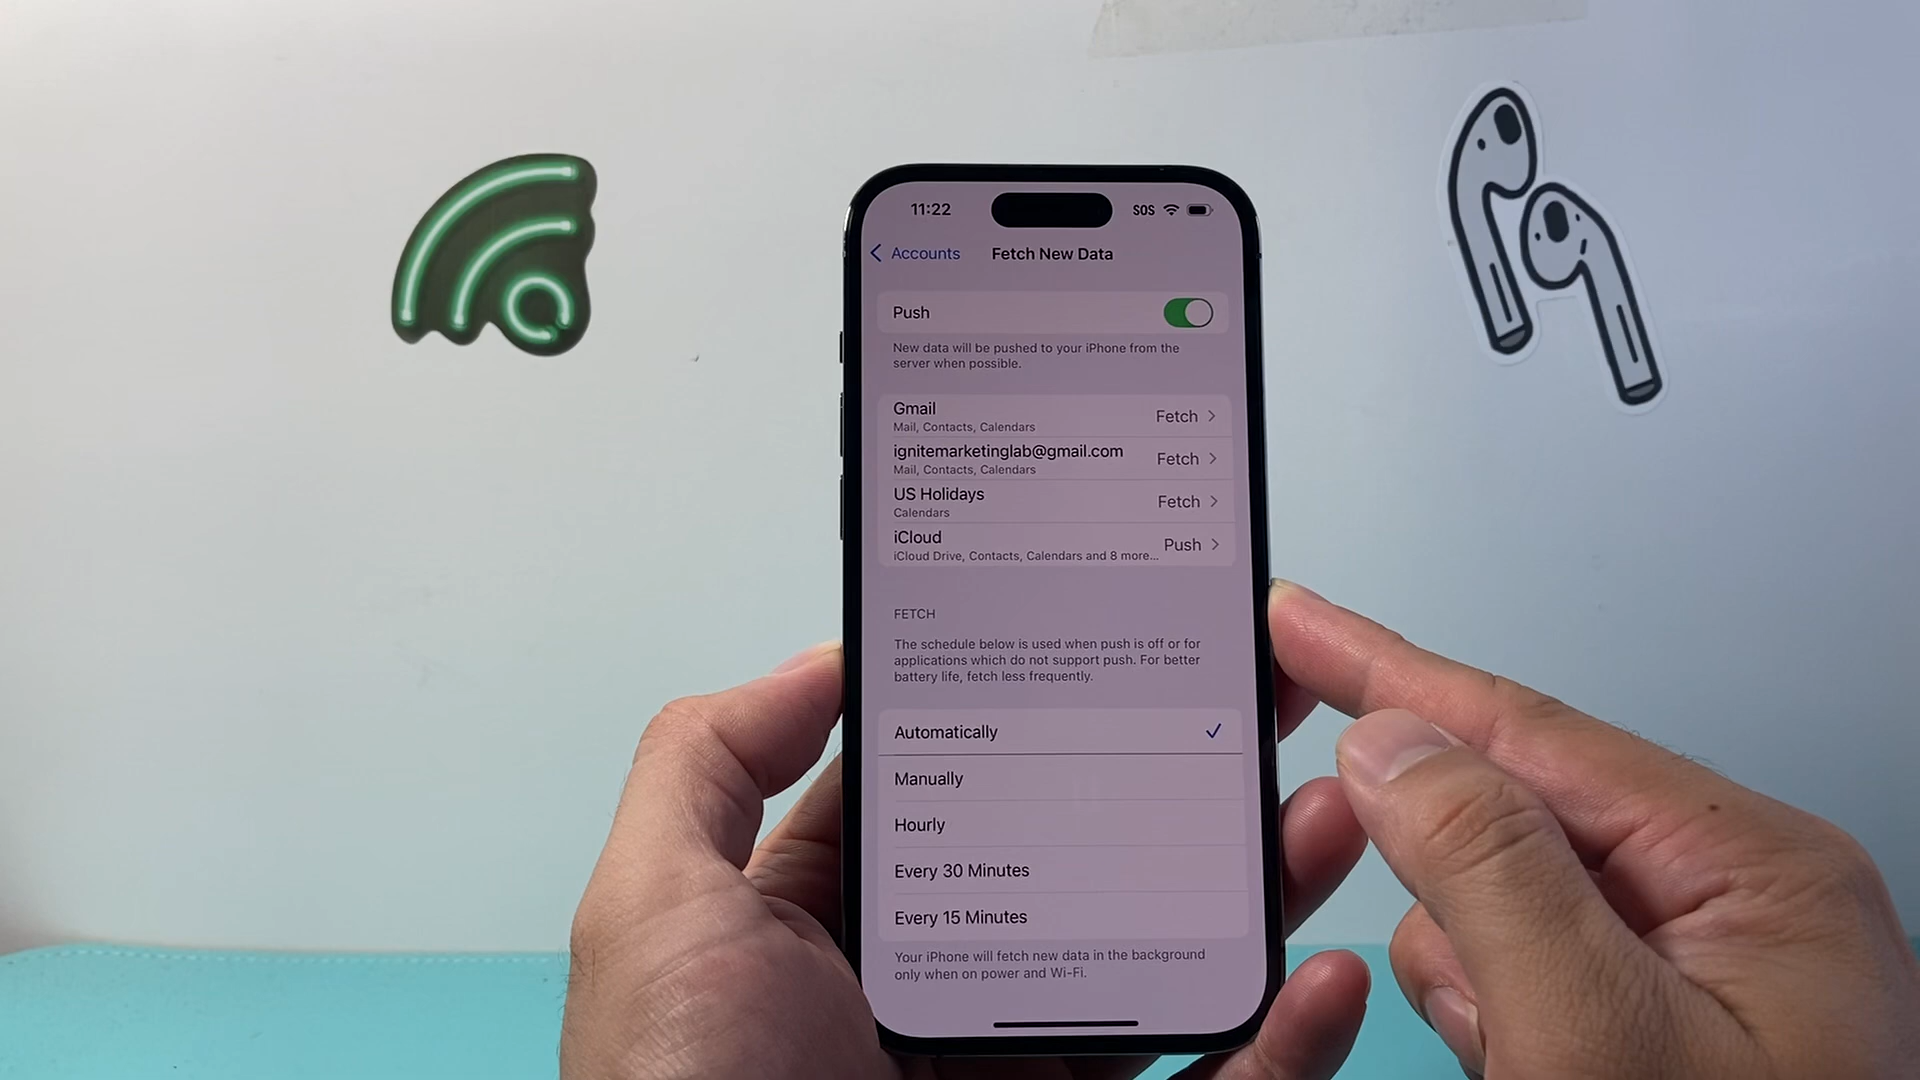 11:22
SOS
Accounts
Fetch New Data
Push
New data will be pushed to your iPhone from the
server when possible.
Gmail
Mail, Contacts, Calendars
Fetch
ignitemarketinglab@gmail.com
Mail, Contacts, Calendars
Fetch
US Holidays
Calendars
Fetch
iCloud
iCloud Drive, Contacts, Calendars and 8 more...
Push
FETCH
The schedule below is used when push is off or for
applications which do not support push. For better
battery life, fetch less frequently.
Automatically
Manually
Hourly
Every 30 Minutes
Every 15 Minutes
Your iPhone will fetch new data in the background
only when on power and Wi-Fi.